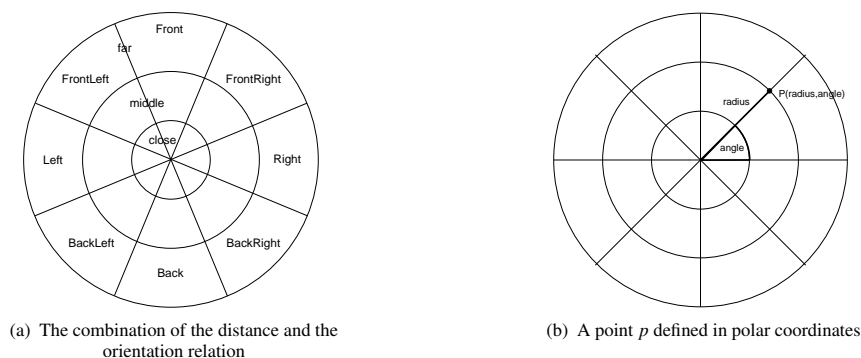 Front
far
FrontLeft
FrontRight
middle
close
Left
Right
BackLeft
BackRight
Back
(a) The combination of the distance and the
orientation relation
P(radius,angle)
radius
angle
(b) A point p defined in polar coordinates